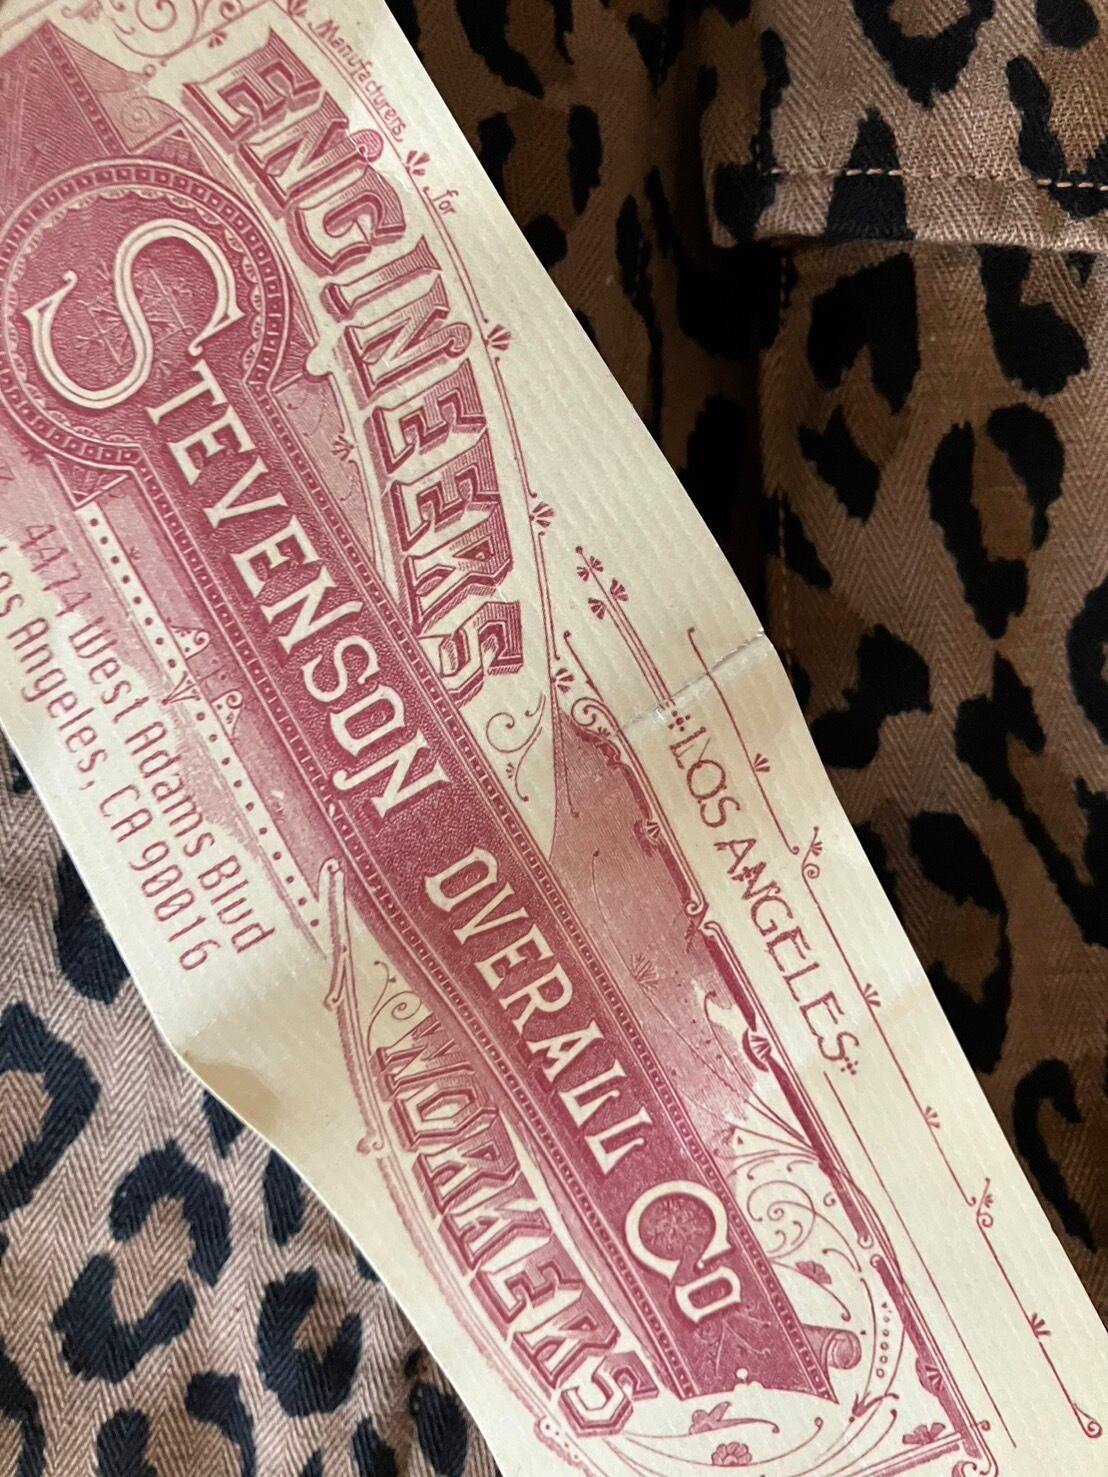 Manufacturers for
ENGINEERS
STEVENSON OVERALL CO
LOS ANGELES
4474 West Adams Blvd
Los Angeles, CA 90016
WORKERS